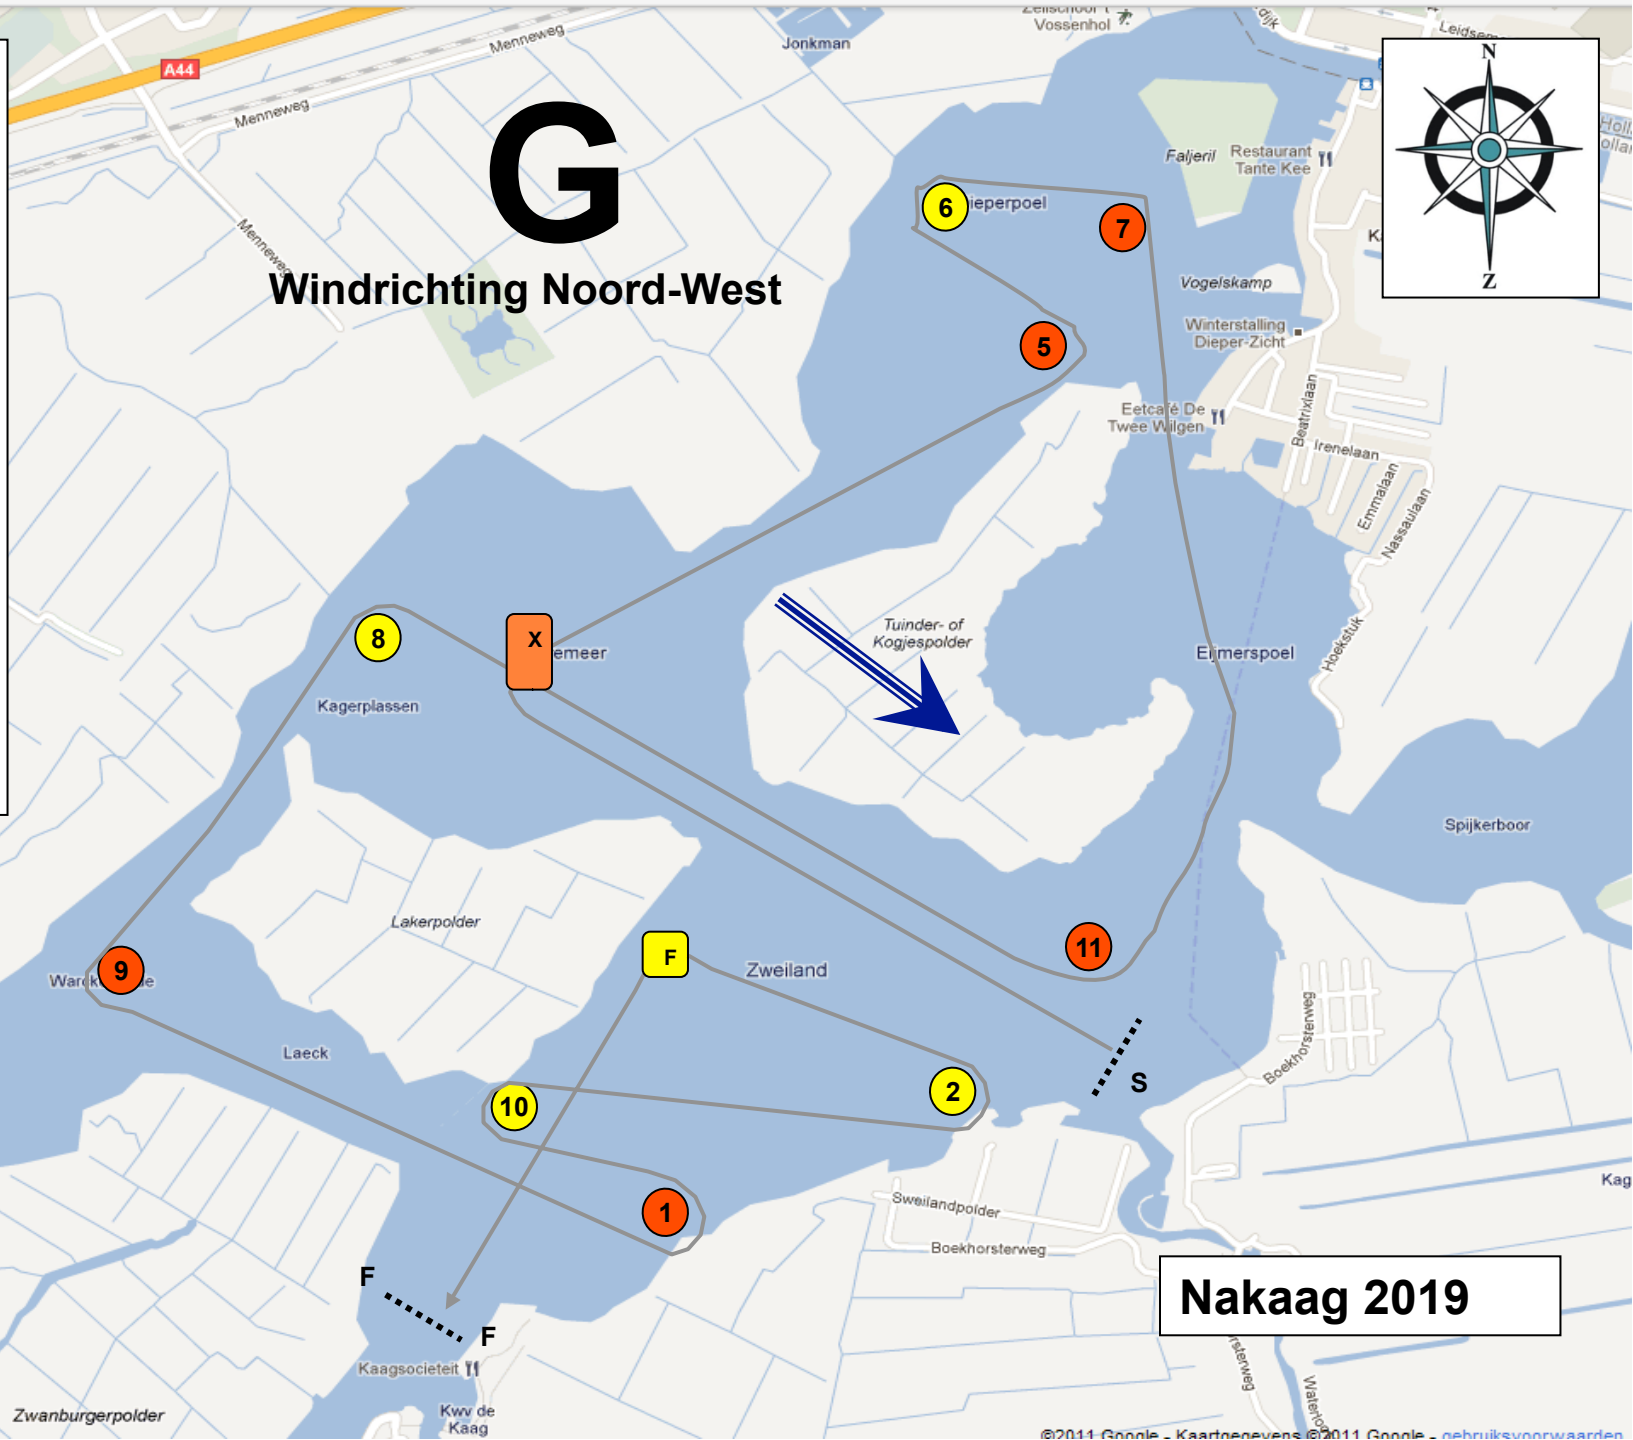 Zeilschool 't
Vossenhol
Jonkman
Menneweg
A44
Menneweg
Menneweg
G
Windrichting Noord-West
N
Z
Faljeril
Restaurant
Tante Kee
6
ieperpoel
7
Vogelskamp
Winterstalling
Dieper-Zicht
5
Eetcafé De
Twee Wilgen
Beatrixlaan
Irenelaan
Emmalaan
Nassaulaan
Hoekstuk
8
X
emeer
Kagerplassen
Tuinder- of
Kogjespolder
Eijmerspoel
Spijkerboor
Lakerpolder
9
F
Zweiland
11
Laeck
10
2
S
Boekhorsterweg
1
Sweilandpolder
Boekhorsterweg
Kag
F
F
Nakaag 2019
Kaagsocieteit
Kwv de
Kaag
Zwanburgerpolder
rsterweg
©2011 Google - Kaartgegevens ©2011 Google - gebruiksvoorwaarden